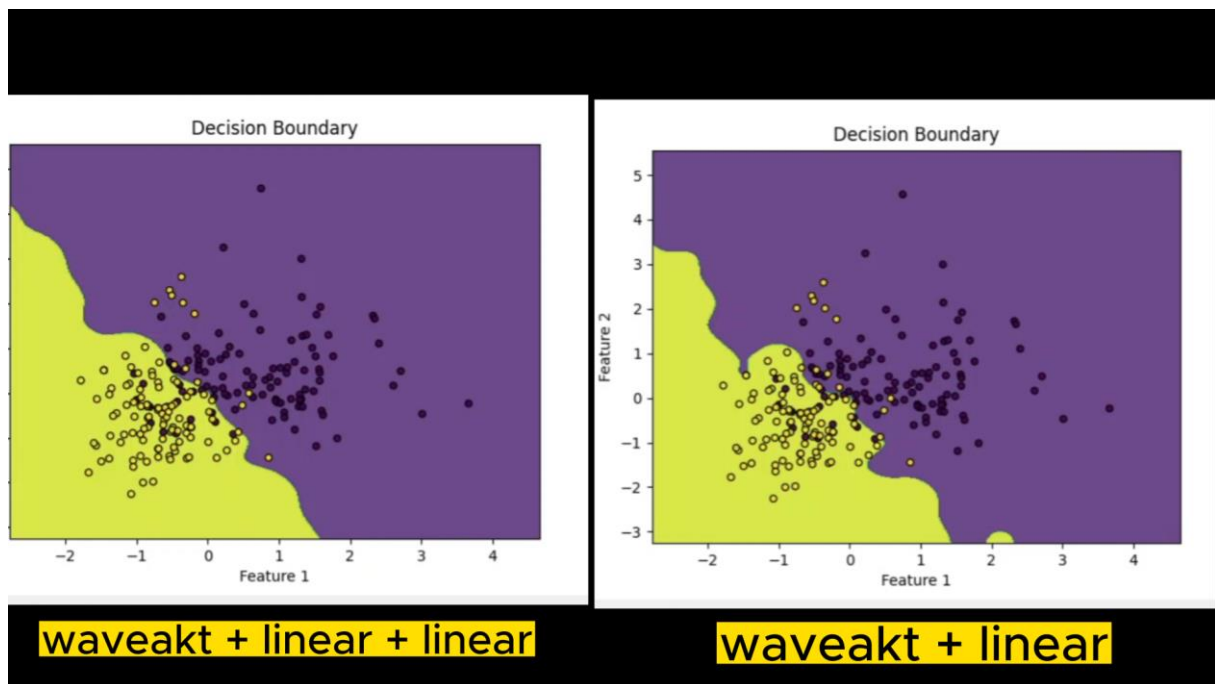 Decision Boundary
−2 −1 0 1 2 3 4
Feature 1
waveakt + linear + linear
Decision Boundary
Feature 2
5
4
3
2
1
0
−1
−2
−3
−2 −1 0 1 2 3 4
Feature 1
waveakt + linear